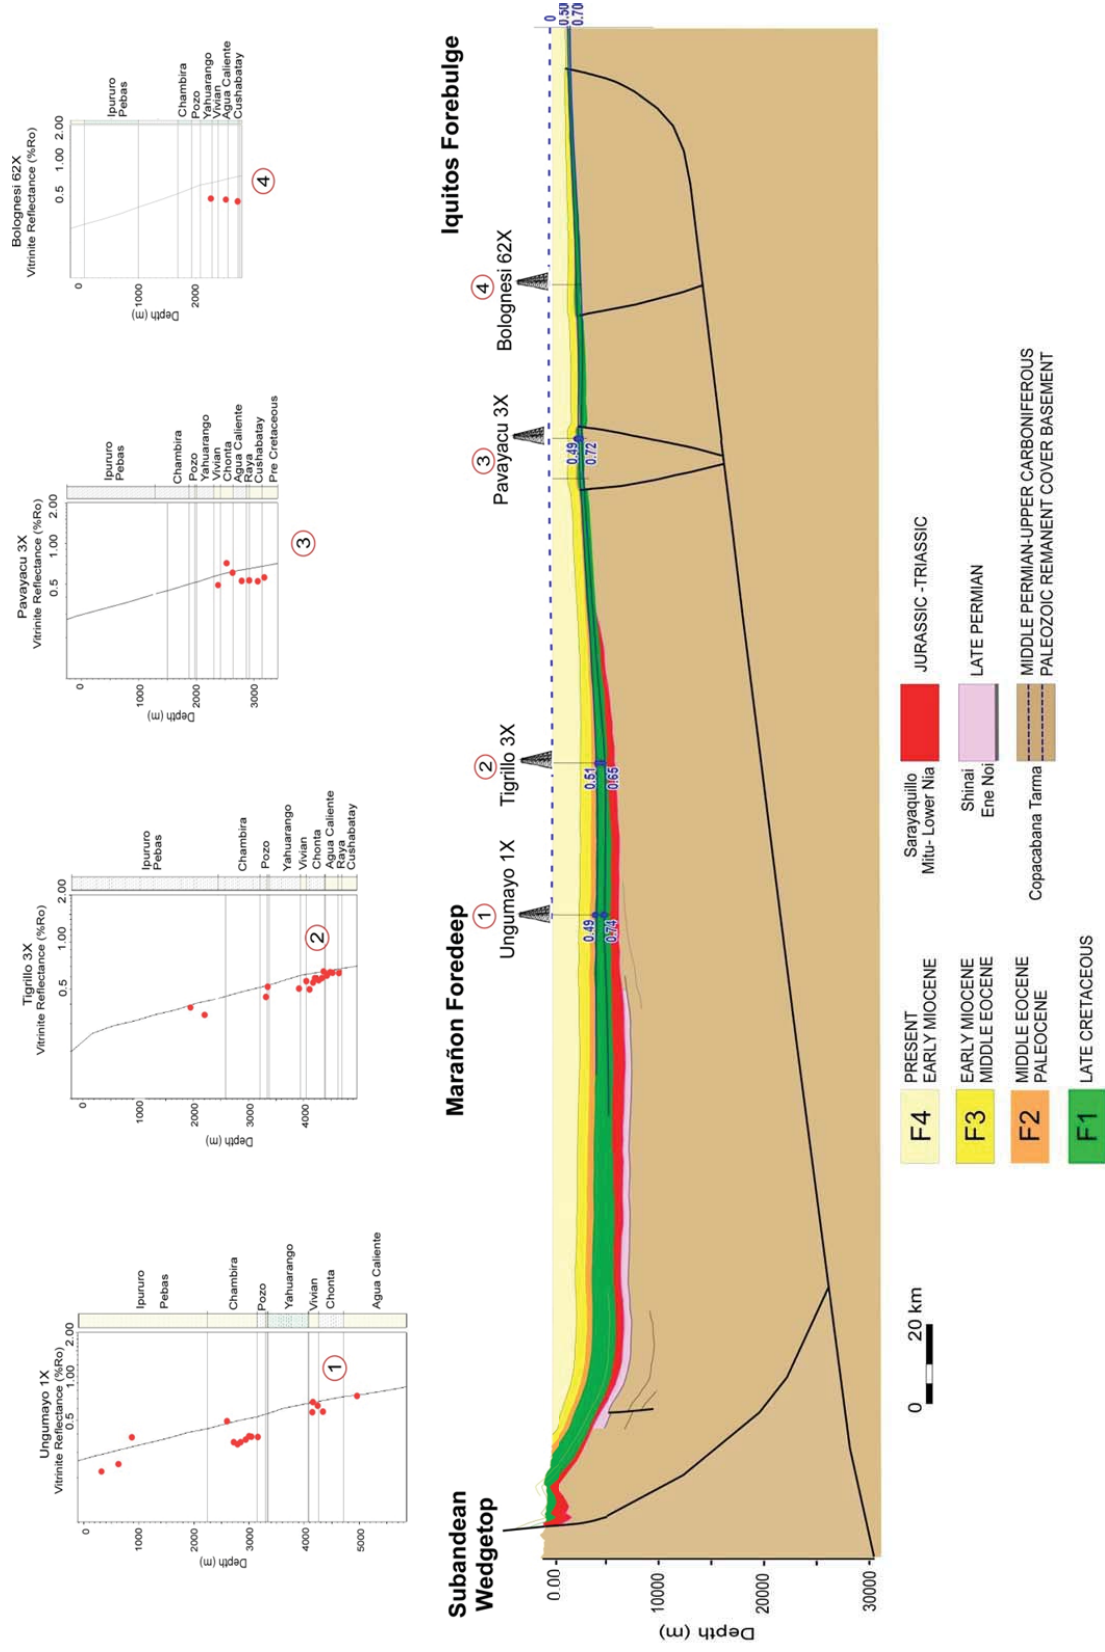 Ungumayo 1X
Vitrinite Reflectance (%Ro)
0.5
1.00
2.00
0
1000
2000
3000
4000
5000
Depth (m)
Ipururo
Pebas
Chambira
Pozo
Yahuarango
Vivian
Chonta
Agua Caliente
1
Tigrillo 3X
Vitrinite Reflectance (%Ro)
0.5
1.00
2.00
0
1000
2000
3000
4000
Depth (m)
Ipururo
Pebas
Chambira
Pozo
Yahuarango
Vivian
Chonta
Agua Caliente
Raya
Cushabatay
2
Pavayacu 3X
Vitrinite Reflectance (%Ro)
0.5
1.00
2.00
0
1000
2000
3000
Depth (m)
Ipururo
Pebas
Chambira
Pozo
Yahuarango
Vivian
Chonta
Agua Caliente
Raya
Cushabatay
Pre Cretaceous
3
Bolognesi 62X
Vitrinite Reflectance (%Ro)
0.5
1.00
2.00
0
1000
2000
Depth (m)
Ipururo
Pebas
Chambira
Pozo
Yahuarango
Vivian
Agua Caliente
Cushabatay
4
Subandean
Wedgetop
Marañon Foredeep
Iquitos Forebulge
1
Ungumayo 1X
2
Tigrillo 3X
3
Pavayacu 3X
4
Bolognesi 62X
0.49
0.74
0.51
0.65
0.49
0.72
0
0.50
0.70
0.00
10000
20000
30000
Depth (m)
0 20 km
F4
PRESENT
EARLY MIOCENE
F3
EARLY MIOCENE
MIDDLE EOCENE
F2
MIDDLE EOCENE
PALEOCENE
F1
LATE CRETACEOUS
Sarayaquillo
Mitu- Lower Nia
JURASSIC -TRIASSIC
Shinai
Ene Noi
LATE PERMIAN
Copacabana Tarma
MIDDLE PERMIAN-UPPER CARBONIFEROUS
PALEOZOIC REMANENT COVER BASEMENT